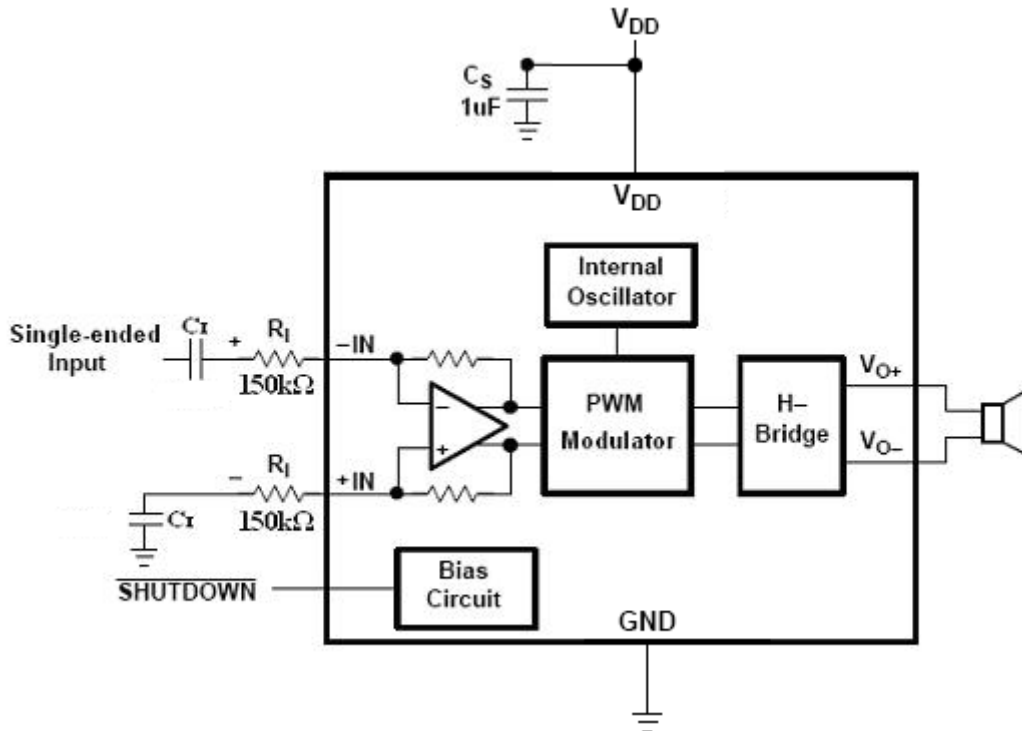 VDD
CS
1uF
VDD
Internal
Oscillator
Single-ended
Input
CI
+
RI
150kΩ
−IN
−
+
PWM
Modulator
H−
Bridge
VO+
VO−
−
RI
150kΩ
+IN
CI
SHUTDOWN
Bias
Circuit
GND